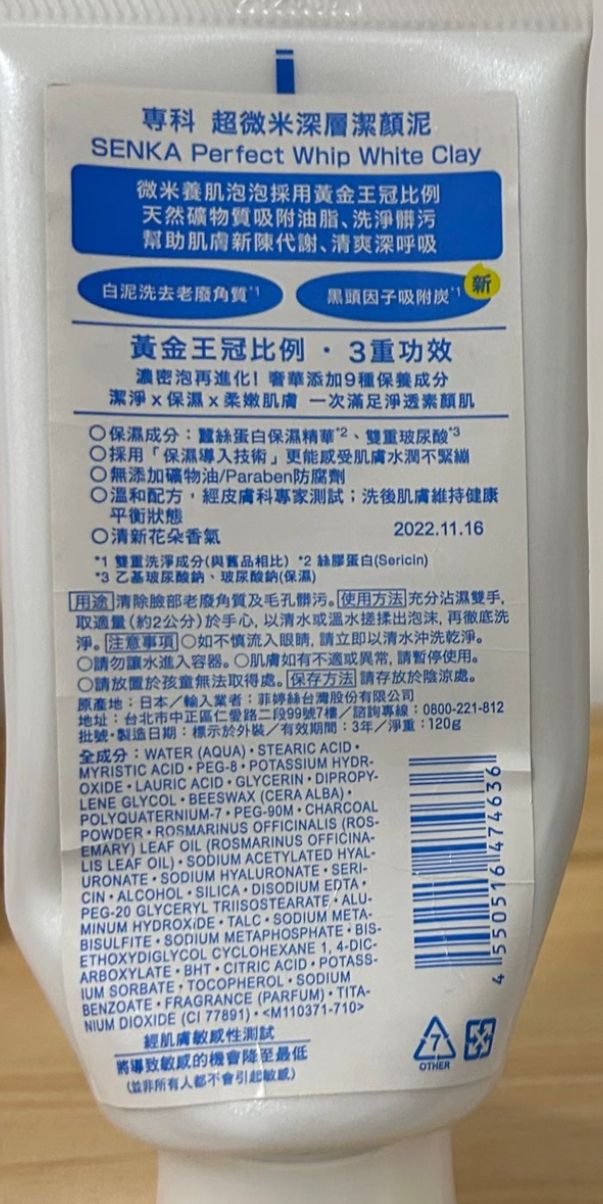 專科 超微米深層潔顏泥
SENKA Perfect Whip White Clay
微米養肌泡泡採用黃金王冠比例
天然礦物質吸附油脂、洗淨髒污
幫助肌膚新陳代謝、清爽深呼吸
白泥洗去老廢角質*1
黑頭因子吸附炭*1
新
黃金王冠比例・3重功效
濃密泡再進化!奢華添加9種保養成分
潔淨x保濕x柔嫩肌膚 一次滿足淨透素顏肌
○保濕成分:蠶絲蛋白保濕精華*2、雙重玻尿酸*3
○採用「保濕導入技術」更能感受肌膚水潤不緊繃
○無添加礦物油/Paraben防腐劑
○溫和配方,經皮膚科專家測試;洗後肌膚維持健康
平衡狀態
○清新花朵香氣
2022.11.16
*1 雙重洗淨成分(與舊品相比) *2 絲膠蛋白(Sericin)
*3 乙基玻尿酸鈉、玻尿酸鈉(保濕)
用途 清除臉部老廢角質及毛孔髒污。使用方法 充分沾濕雙手,
取適量(約2公分)於手心,以清水或溫水搓揉出泡沫,再徹底洗
淨。注意事項 ○如不慎流入眼睛,請立即以清水沖洗乾淨。
○請勿讓水進入容器。○肌膚如有不適或異常,請暫停使用。
○請放置於孩童無法取得處。保存方法 請存放於陰涼處。
原產地:日本/輸入業者:菲婷絲台灣股份有限公司
地址:台北市中正區仁愛路二段99號7樓/諮詢專線:0800-221-812
批號・製造日期:標示於外裝/有效期間:3年/淨重:120g
全成分:WATER (AQUA)・STEARIC ACID・
MYRISTIC ACID・PEG-8・POTASSIUM HYDR-
OXIDE・LAURIC ACID・GLYCERIN・DIPROPY-
LENE GLYCOL・BEESWAX (CERA ALBA)・
POLYQUATERNIUM-7・PEG-90M・CHARCOAL
POWDER・ROSMARINUS OFFICINALIS (ROS-
EMARY) LEAF OIL (ROSMARINUS OFFICINA-
LIS LEAF OIL)・SODIUM ACETYLATED HYAL-
URONATE・SODIUM HYALURONATE・SERI-
CIN・ALCOHOL・SILICA・DISODIUM EDTA・
PEG-20 GLYCERYL TRIISOSTEARATE・ALU-
MINUM HYDROXiDE・TALC・SODIUM META-
BISULFITE・SODIUM METAPHOSPHATE・BIS-
ETHOXYDIGLYCOL CYCLOHEXANE 1, 4-DIC-
ARBOXYLATE・BHT・CITRIC ACID・POTASS-
IUM SORBATE・TOCOPHEROL・SODIUM
BENZOATE・FRAGRANCE (PARFUM)・TITA-
NIUM DIOXIDE (CI 77891)・<M110371-710>
4 550516 474636
經肌膚敏感性測試
將導致敏感的機會降至最低
(並非所有人都不會引起敏感)
7
OTHER